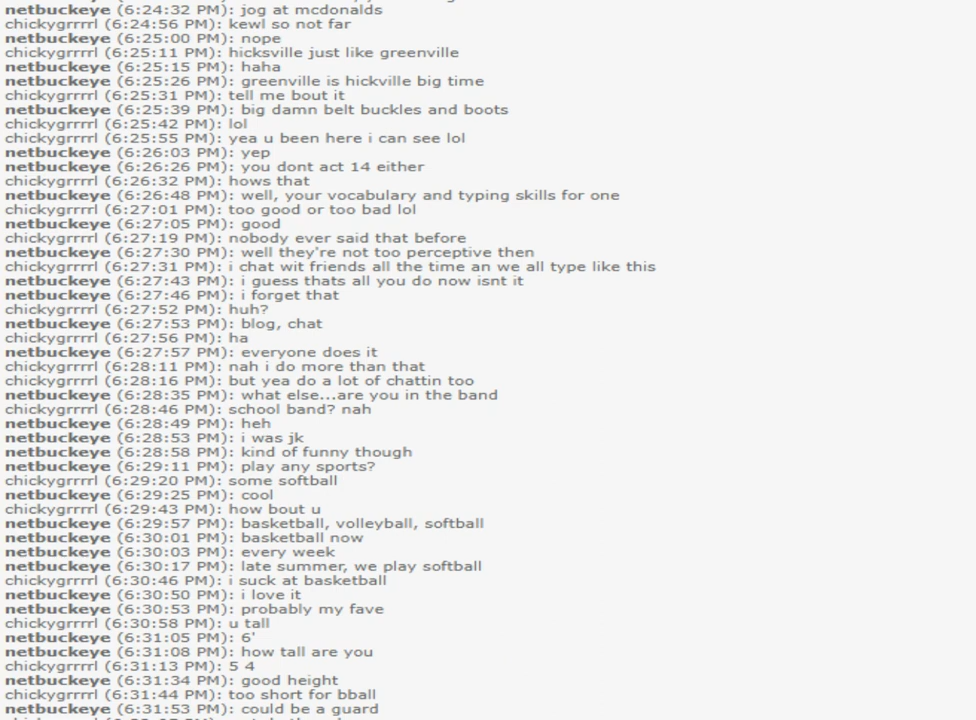 netbuckeye (6:24:32 PM): jog at mcdonalds
chickygrrrrl (6:24:56 PM): kewl so not far
netbuckeye (6:25:00 PM): nope
chickygrrrrl (6:25:11 PM): hicksville just like greenville
netbuckeye (6:25:15 PM): haha
netbuckeye (6:25:26 PM): greenville is hickville big time
chickygrrrrl (6:25:31 PM): tell me bout it
netbuckeye (6:25:39 PM): big damn belt buckles and boots
chickygrrrrl (6:25:42 PM): lol
chickygrrrrl (6:25:55 PM): yea u been here i can see lol
netbuckeye (6:26:03 PM): yep
netbuckeye (6:26:26 PM): you dont act 14 either
chickygrrrrl (6:26:32 PM): hows that
netbuckeye (6:26:48 PM): well, your vocabulary and typing skills for one
chickygrrrrl (6:27:01 PM): too good or too bad lol
netbuckeye (6:27:05 PM): good
chickygrrrrl (6:27:19 PM): nobody ever said that before
netbuckeye (6:27:30 PM): well they're not too perceptive then
chickygrrrrl (6:27:31 PM): i chat wit friends all the time an we all type like this
netbuckeye (6:27:43 PM): i guess thats all you do now isnt it
netbuckeye (6:27:46 PM): i forget that
chickygrrrrl (6:27:52 PM): huh?
netbuckeye (6:27:53 PM): blog, chat
chickygrrrrl (6:27:56 PM): ha
netbuckeye (6:27:57 PM): everyone does it
chickygrrrrl (6:28:11 PM): nah i do more than that
chickygrrrrl (6:28:16 PM): but yea do a lot of chattin too
netbuckeye (6:28:35 PM): what else...are you in the band
chickygrrrrl (6:28:46 PM): school band? nah
netbuckeye (6:28:49 PM): heh
netbuckeye (6:28:53 PM): i was jk
netbuckeye (6:28:58 PM): kind of funny though
netbuckeye (6:29:11 PM): play any sports?
chickygrrrrl (6:29:20 PM): some softball
netbuckeye (6:29:25 PM): cool
chickygrrrrl (6:29:43 PM): how bout u
netbuckeye (6:29:57 PM): basketball, volleyball, softball
netbuckeye (6:30:01 PM): basketball now
netbuckeye (6:30:03 PM): every week
netbuckeye (6:30:17 PM): late summer, we play softball
chickygrrrrl (6:30:46 PM): i suck at basketball
netbuckeye (6:30:50 PM): i love it
netbuckeye (6:30:53 PM): probably my fave
chickygrrrrl (6:30:58 PM): u tall
netbuckeye (6:31:05 PM): 6'
netbuckeye (6:31:08 PM): how tall are you
chickygrrrrl (6:31:13 PM): 5 4
netbuckeye (6:31:34 PM): good height
chickygrrrrl (6:31:44 PM): too short for bball
netbuckeye (6:31:53 PM): could be a guard